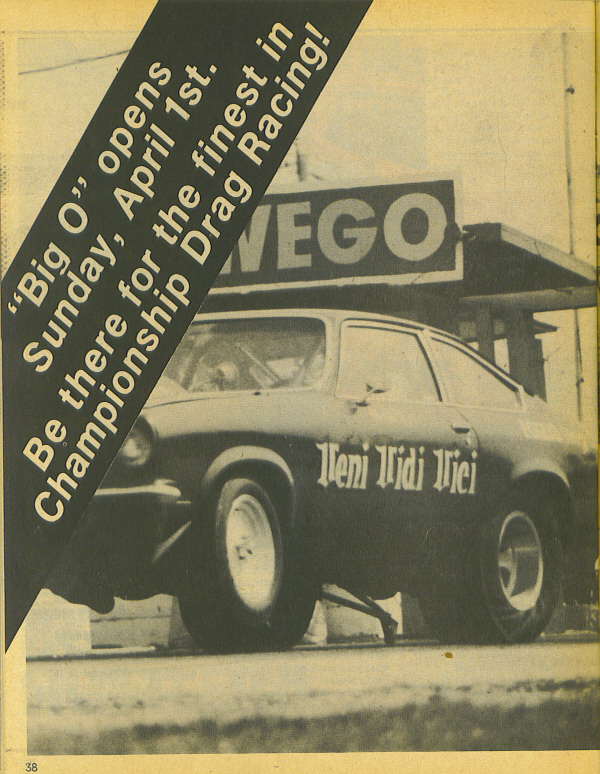 “Big O” opens
Sunday, April 1st.
Be there for the finest in
Championship Drag Racing!
WEGO
Veni Vidi Vici
38